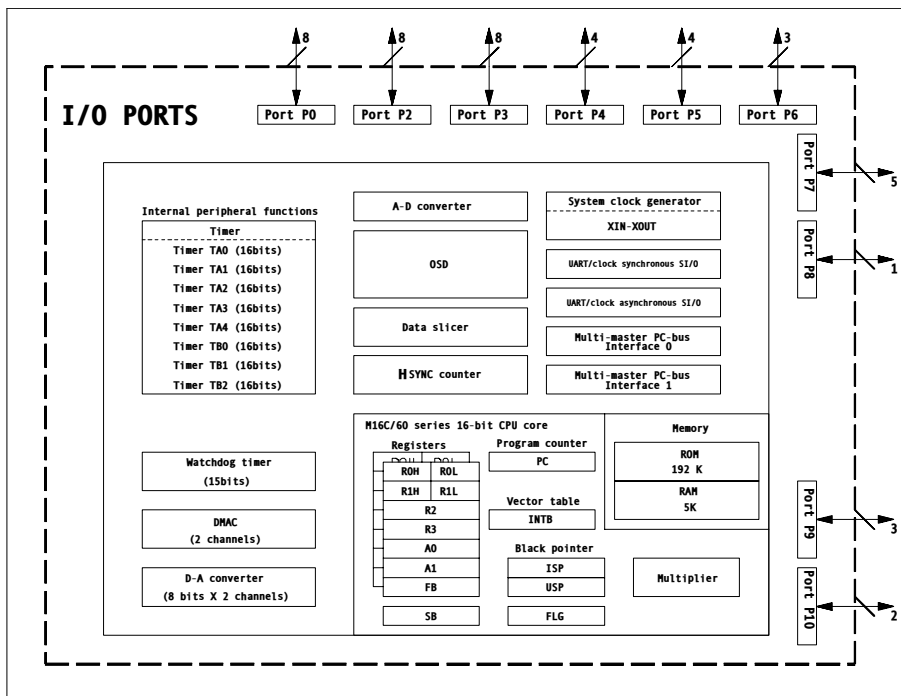 8
8
8
4
4
3
I/O PORTS
Port P0
Port P2
Port P3
Port P4
Port P5
Port P6
Port P7
5
Port P8
1
Internal peripheral functions
Timer
Timer TA0 (16bits)
Timer TA1 (16bits)
Timer TA2 (16bits)
Timer TA3 (16bits)
Timer TA4 (16bits)
Timer TB0 (16bits)
Timer TB1 (16bits)
Timer TB2 (16bits)
A-D converter
OSD
Data slicer
HSYNC counter
System clock generator
XIN-XOUT
UART/clock synchronous SI/O
UART/clock asynchronous SI/O
Multi-master PC-bus
Interface 0
Multi-master PC-bus
Interface 1
Watchdog timer
(15bits)
DMAC
(2 channels)
D-A converter
(8 bits X 2 channels)
M16C/60 series 16-bit CPU core
Registers
R0H R0L
R1H R1L
R2
R3
A0
A1
FB
SB
Program counter
PC
Vector table
INTB
Black pointer
ISP
USP
FLG
Memory
ROM
192 K
RAM
5K
Multiplier
Port P9
3
Port P10
2